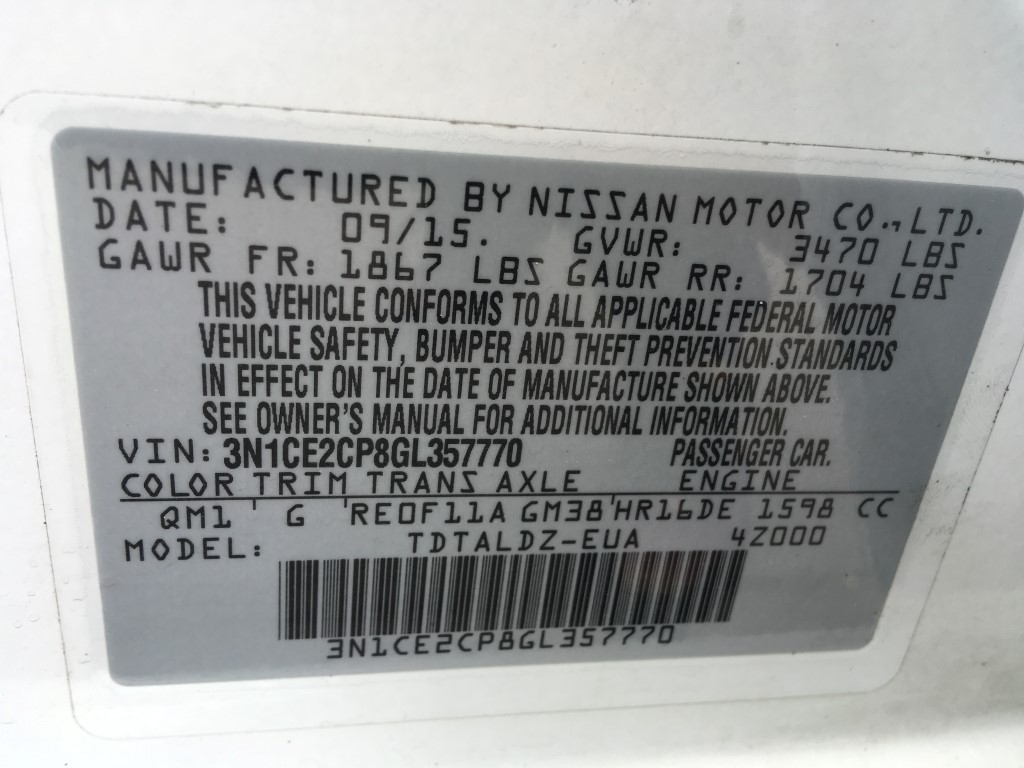 MANUFACTURED BY NISSAN MOTOR CO.,LTD.
DATE: 09/15. GVWR: 3470 LBS
GAWR FR: 1867 LBS GAWR RR: 1704 LBS
THIS VEHICLE CONFORMS TO ALL APPLICABLE FEDERAL MOTOR
VEHICLE SAFETY, BUMPER AND THEFT PREVENTION STANDARDS
IN EFFECT ON THE DATE OF MANUFACTURE SHOWN ABOVE.
SEE OWNER'S MANUAL FOR ADDITIONAL INFORMATION.
VIN: 3N1CE2CP8GL357770 PASSENGER CAR.
COLOR TRIM TRANS AXLE ENGINE
QM1 ' G ' RE0F11A GM38 ' HR16DE 1598 CC
MODEL: TDTALDZ-EUA 4Z000
3N1CE2CP8GL357770